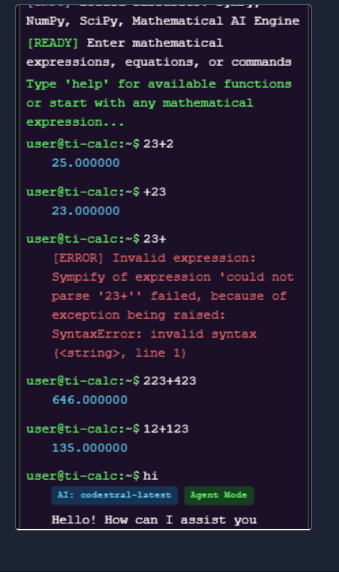 NumPy, SciPy, Mathematical AI Engine
[READY] Enter mathematical
expressions, equations, or commands
Type 'help' for available functions
or start with any mathematical
expression...
user@ti-calc:~$ 23+2
25.000000
user@ti-calc:~$ +23
23.000000
user@ti-calc:~$ 23+
[ERROR] Invalid expression:
Sympify of expression 'could not
parse '23+'' failed, because of
exception being raised:
SyntaxError: invalid syntax
(<string>, line 1)
user@ti-calc:~$ 223+423
646.000000
user@ti-calc:~$ 12+123
135.000000
user@ti-calc:~$ hi
AI: codestral-latest Agent Mode
Hello! How can I assist you